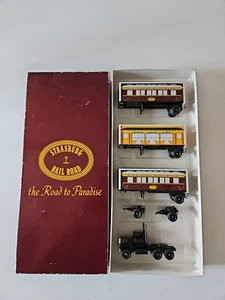 STRASBURG
RAIL ROAD
the Road to Paradise